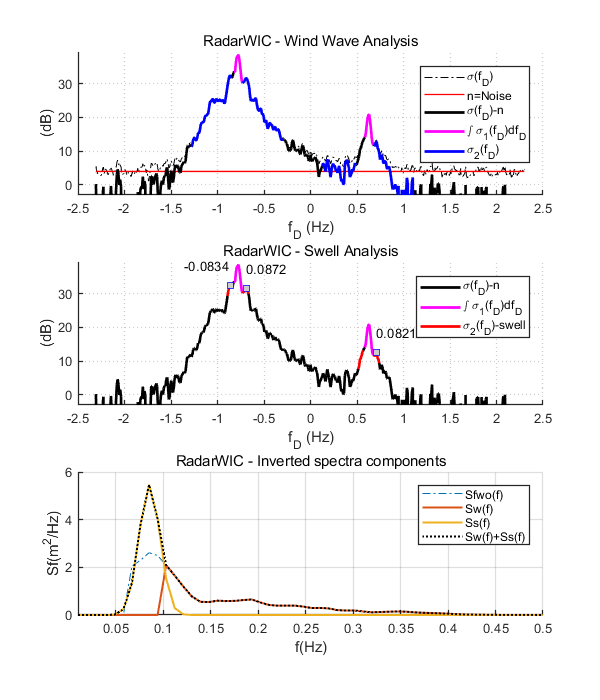 RadarWIC - Wind Wave Analysis
(dB)
30
20
10
0
σ(f_D)
n=Noise
σ(f_D)-n
∫ σ_1(f_D)df_D
σ_2(f_D)
-2.5 -2 -1.5 -1 -0.5 0 0.5 1 1.5 2 2.5
f_D (Hz)
RadarWIC - Swell Analysis
(dB)
30
20
10
0
-0.0834
0.0872
0.0821
σ(f_D)-n
∫ σ_1(f_D)df_D
σ_2(f_D)-swell
-2.5 -2 -1.5 -1 -0.5 0 0.5 1 1.5 2 2.5
f_D (Hz)
RadarWIC - Inverted spectra components
Sf(m²/Hz)
6
4
2
0
Sfwo(f)
Sw(f)
Ss(f)
Sw(f)+Ss(f)
0.05 0.1 0.15 0.2 0.25 0.3 0.35 0.4 0.45 0.5
f(Hz)